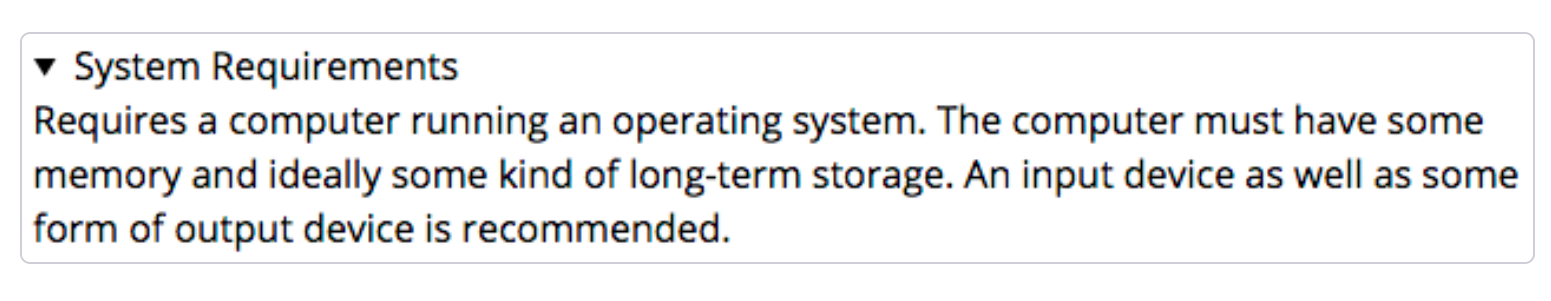 ▼ System Requirements
Requires a computer running an operating system. The computer must have some
memory and ideally some kind of long-term storage. An input device as well as some
form of output device is recommended.